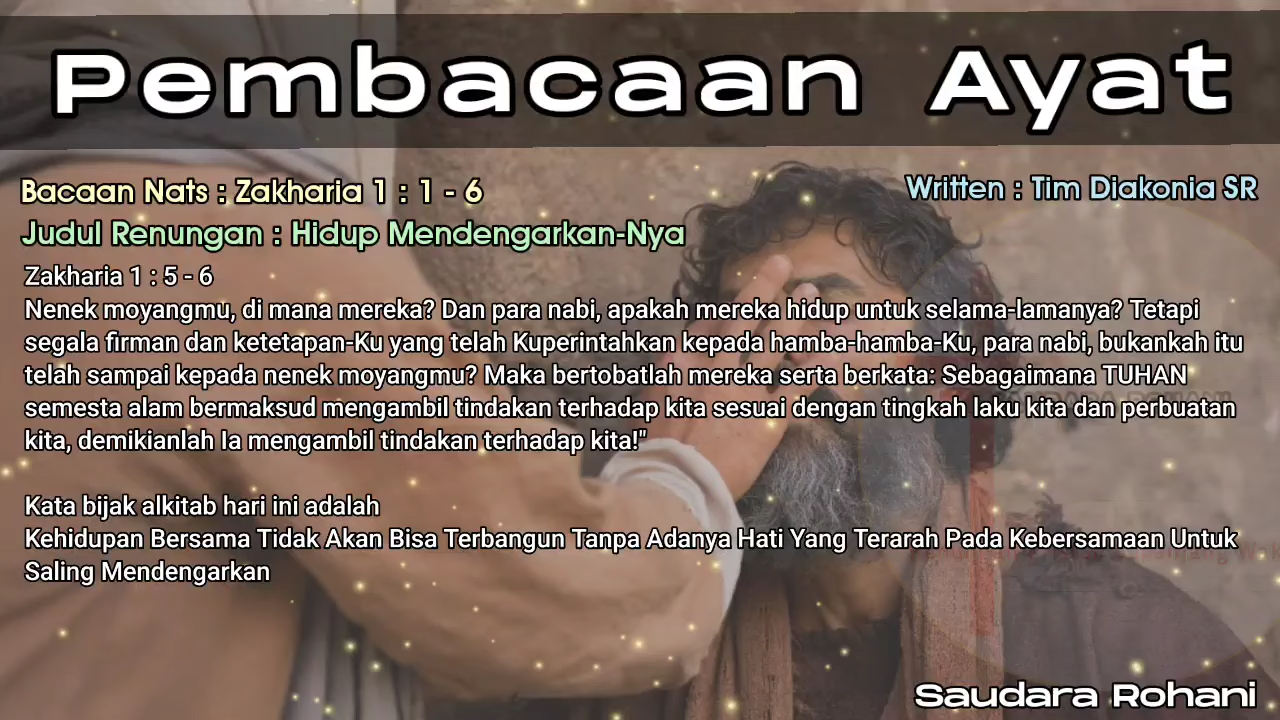 Pembacaan Ayat
Bacaan Nats : Zakharia 1 : 1 - 6
Written : Tim Diakonia SR
Judul Renungan : Hidup Mendengarkan-Nya
Zakharia 1 : 5 - 6
Nenek moyangmu, di mana mereka? Dan para nabi, apakah mereka hidup untuk selama-lamanya? Tetapi
segala firman dan ketetapan-Ku yang telah Kuperintahkan kepada hamba-hamba-Ku, para nabi, bukankah itu
telah sampai kepada nenek moyangmu? Maka bertobatlah mereka serta berkata: Sebagaimana TUHAN
semesta alam bermaksud mengambil tindakan terhadap kita sesuai dengan tingkah laku kita dan perbuatan
kita, demikianlah Ia mengambil tindakan terhadap kita!"
Kata bijak alkitab hari ini adalah
Kehidupan Bersama Tidak Akan Bisa Terbangun Tanpa Adanya Hati Yang Terarah Pada Kebersamaan Untuk
Saling Mendengarkan
Saudara Rohani